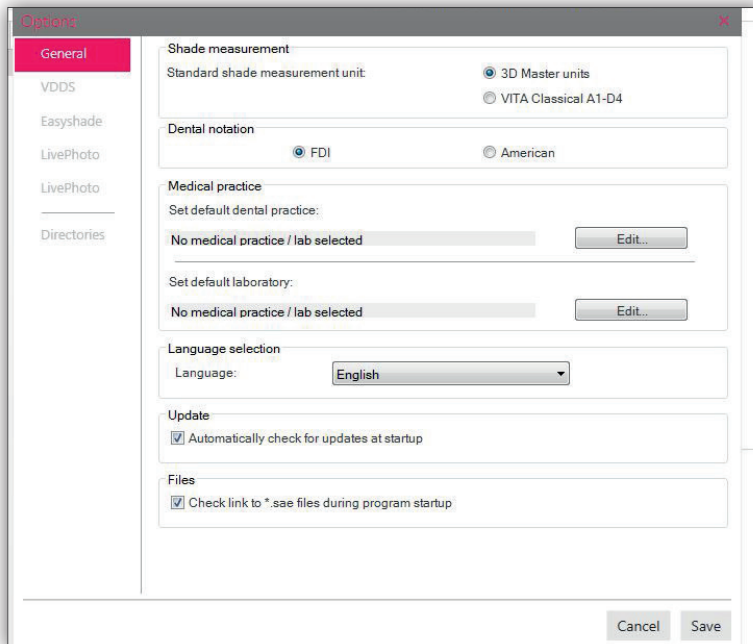 Options
General
VDDS
Easyshade
LivePhoto
LivePhoto
Directories
Shade measurement
Standard shade measurement unit:
3D Master units
VITA Classical A1-D4
Dental notation
FDI
American
Medical practice
Set default dental practice:
No medical practice / lab selected
Edit...
Set default laboratory:
No medical practice / lab selected
Edit...
Language selection
Language:
English
Update
Automatically check for updates at startup
Files
Check link to *.sae files during program startup
Cancel
Save